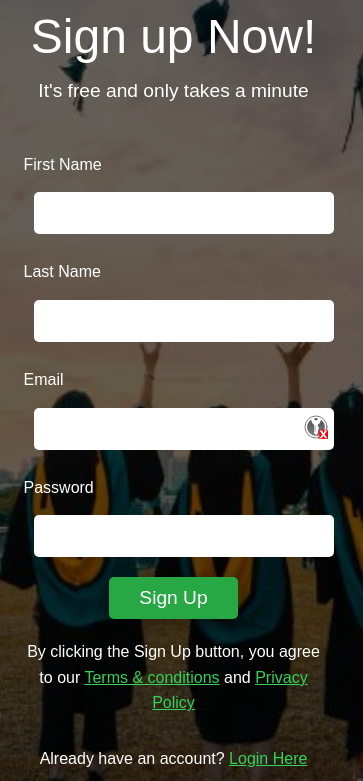 Sign up Now!
It's free and only takes a minute
First Name
Last Name
Email
Password
Sign Up
By clicking the Sign Up button, you agree
to our Terms & conditions and Privacy
Policy
Already have an account? Login Here